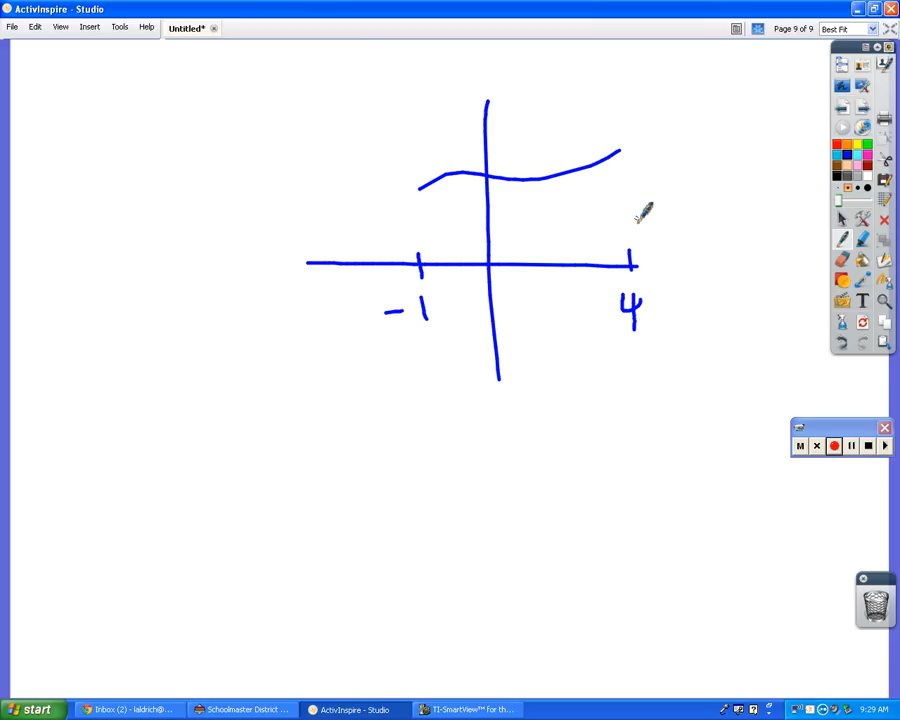 ActivInspire - Studio
File Edit View Insert Tools Help Untitled* Page 9 of 9 Best Fit
-1 4
M
T
start Inbox (2) - laldrich@... Schoolmaster District ... ActivInspire - Studio TI-SmartView™ for th... 9:29 AM